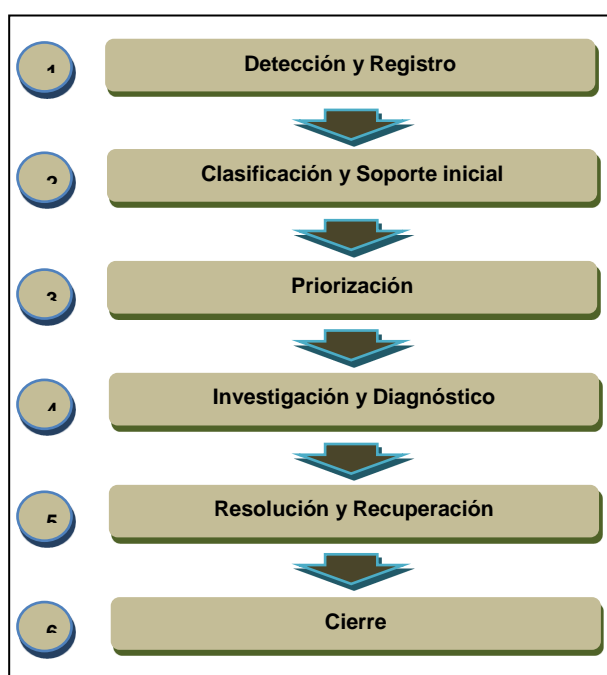 1 Detección y Registro
2 Clasificación y Soporte inicial
3 Priorización
4 Investigación y Diagnóstico
5 Resolución y Recuperación
6 Cierre